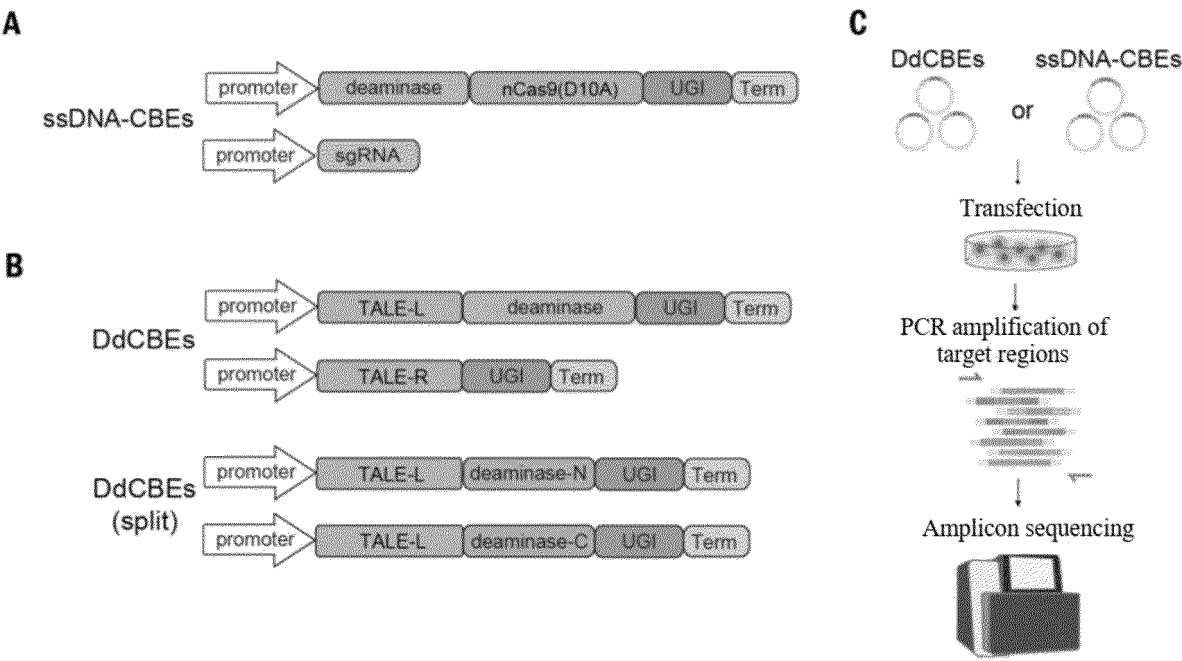 A
ssDNA-CBEs
promoter deaminase nCas9(D10A) UGI Term
promoter sgRNA
B
DdCBEs
promoter TALE-L deaminase UGI Term
promoter TALE-R UGI Term
DdCBEs
(split)
promoter TALE-L deaminase-N UGI Term
promoter TALE-L deaminase-C UGI Term
C
DdCBEs or ssDNA-CBEs
Transfection
PCR amplification of
target regions
Amplicon sequencing